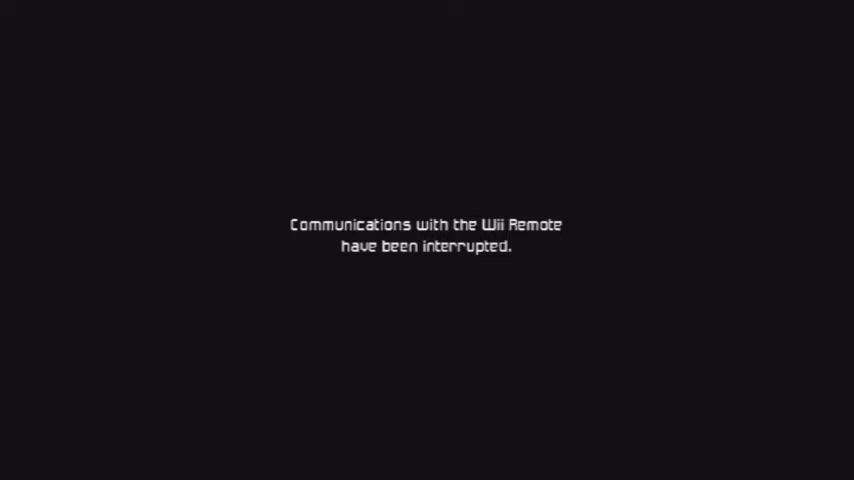 Communications with the Wii Remote
have been interrupted.